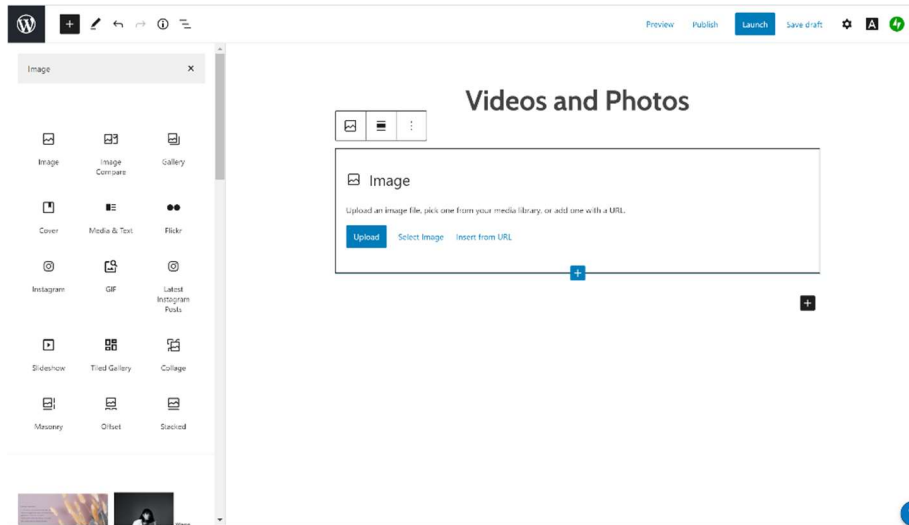 Preview Publish Launch Save draft
Image
Videos and Photos
Image
Image Compare
Gallery
Cover
Media & Text
Flickr
Instagram
GIF
Latest Instagram Posts
Slideshow
Tiled Gallery
Collage
Masonry
Offset
Stacked
Image
Upload an image file, pick one from your media library, or add one with a URL.
Upload Select Image Insert from URL